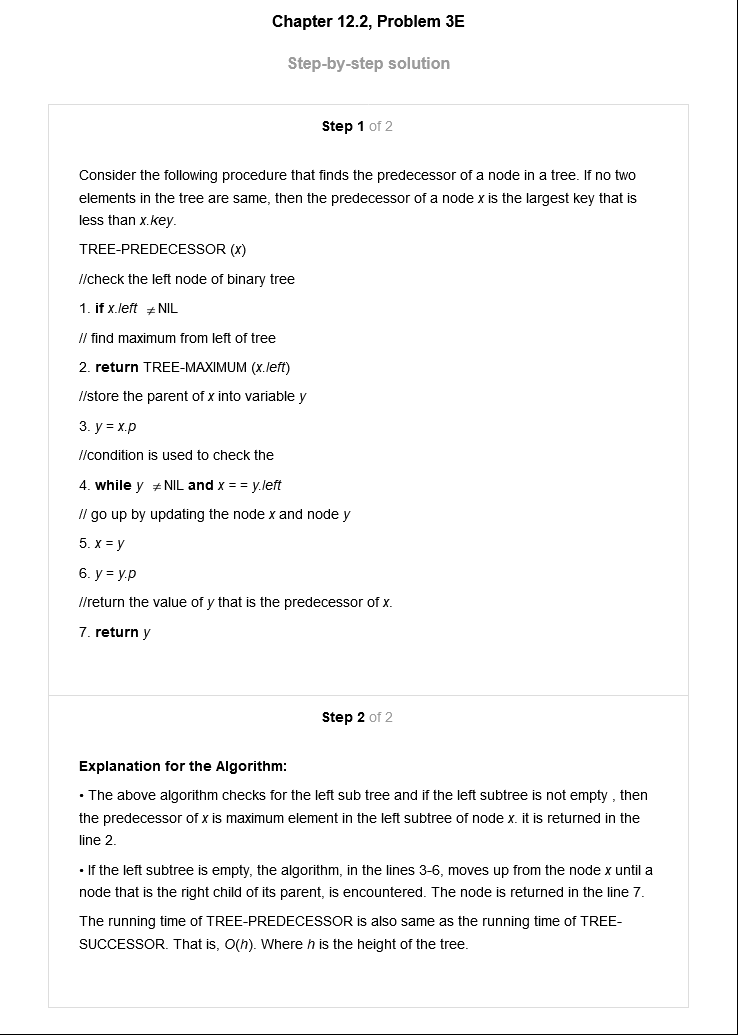 Chapter 12.2, Problem 3E
Step-by-step solution
Step 1 of 2
Consider the following procedure that finds the predecessor of a node in a tree. If no two
elements in the tree are same, then the predecessor of a node x is the largest key that is
less than x.key.
TREE-PREDECESSOR (x)
//check the left node of binary tree
1. if x.left ≠ NIL
// find maximum from left of tree
2. return TREE-MAXIMUM (x.left)
//store the parent of x into variable y
3. y = x.p
//condition is used to check the
4. while y ≠ NIL and x = = y.left
// go up by updating the node x and node y
5. x = y
6. y = y.p
//return the value of y that is the predecessor of x.
7. return y
Step 2 of 2
Explanation for the Algorithm:
• The above algorithm checks for the left sub tree and if the left subtree is not empty , then
the predecessor of x is maximum element in the left subtree of node x. it is returned in the
line 2.
• If the left subtree is empty, the algorithm, in the lines 3-6, moves up from the node x until a
node that is the right child of its parent, is encountered. The node is returned in the line 7.
The running time of TREE-PREDECESSOR is also same as the running time of TREE-
SUCCESSOR. That is, O(h). Where h is the height of the tree.